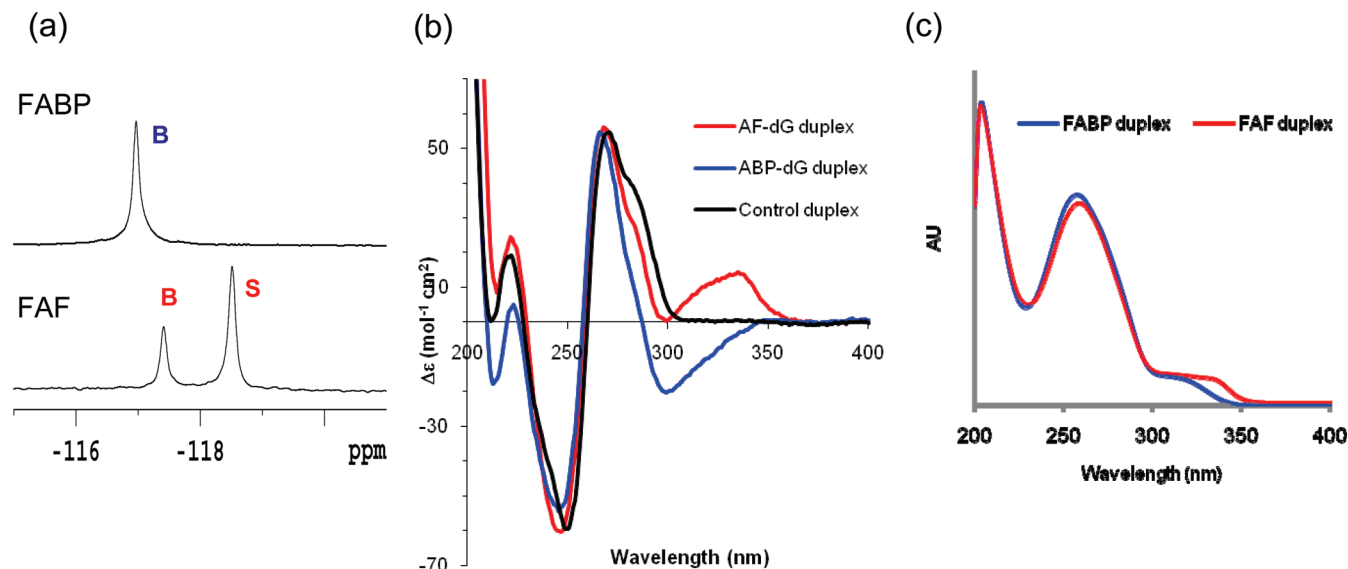 (a)
FABP
B
FAF
B
S
-116 -118 ppm
(b)
AF-dG duplex
ABP-dG duplex
Control duplex
50
10
-30
-70
200 250 300 350 400
Δε (mol⁻¹ cm²)
Wavelength (nm)
(c)
FABP duplex FAF duplex
AU
200 250 300 350 400
Wavelength (nm)